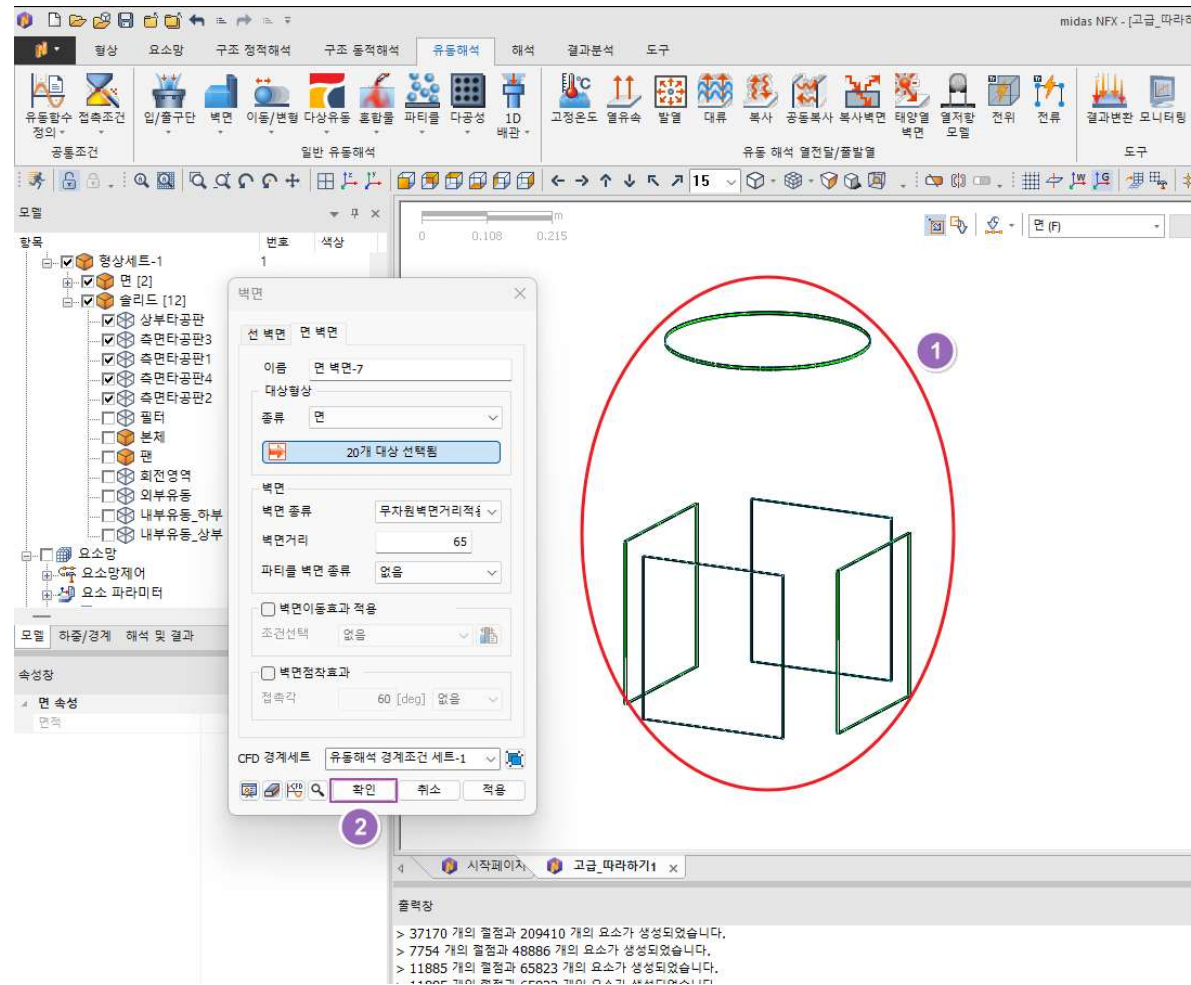 midas NFX - [고급_따라하
형상 요소망 구조 정적해석 구조 동적해석 유동해석 해석 결과분석 도구
유동함수 정의 접촉조건 입/출구단 벽면 이동/변형 다상유동 혼합물 파티클 다공성 1D 배관 고정온도 열유속 발열 대류 복사 공동복사 복사벽면 태양열 벽면 열저항 모델 전위 전류 결과변환 모니터링
공통조건 일반 유동해석 유동 해석 열전달/줄발열 도구
15
모델
항목 번호 색상
형상세트-1 1
면 [2]
솔리드 [12]
상부타공판
측면타공판3
측면타공판1
측면타공판4
측면타공판2
필터
본체
팬
회전영역
외부유동
내부유동_하부
내부유동_상부
요소망
요소망제어
요소 파라미터
모델 하중/경계 해석 및 결과
속성창
면 속성
면적
벽면
선 벽면 면 벽면
이름 면 벽면-7
대상형상
종류 면
20개 대상 선택됨
벽면
벽면 종류 무차원벽면거리적용
벽면거리 65
파티클 벽면 종류 없음
벽면이동효과 적용
조건선택 없음
벽면점착효과
접촉각 60 [deg] 없음
CFD 경계세트 유동해석 경계조건 세트-1
확인 취소 적용
2
0 0.108 0.215 m
면 (F)
1
시작페이지 고급_따라하기1
출력창
> 37170 개의 절점과 209410 개의 요소가 생성되었습니다.
> 7754 개의 절점과 48886 개의 요소가 생성되었습니다.
> 11885 개의 절점과 65823 개의 요소가 생성되었습니다.